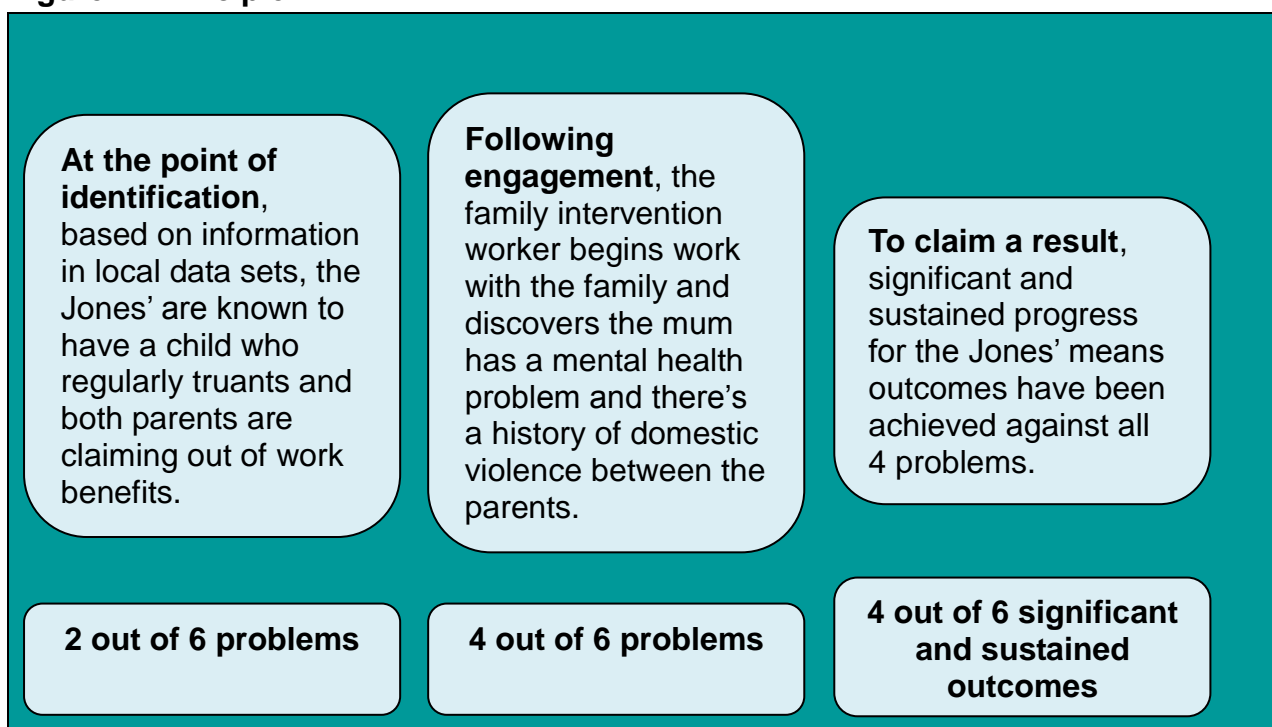 At the point of
identification,
based on information
in local data sets, the
Jones’ are known to
have a child who
regularly truants and
both parents are
claiming out of work
benefits.
2 out of 6 problems
Following
engagement, the
family intervention
worker begins work
with the family and
discovers the mum
has a mental health
problem and there’s
a history of domestic
violence between the
parents.
4 out of 6 problems
To claim a result,
significant and
sustained progress
for the Jones’ means
outcomes have been
achieved against all
4 problems.
4 out of 6 significant
and sustained
outcomes